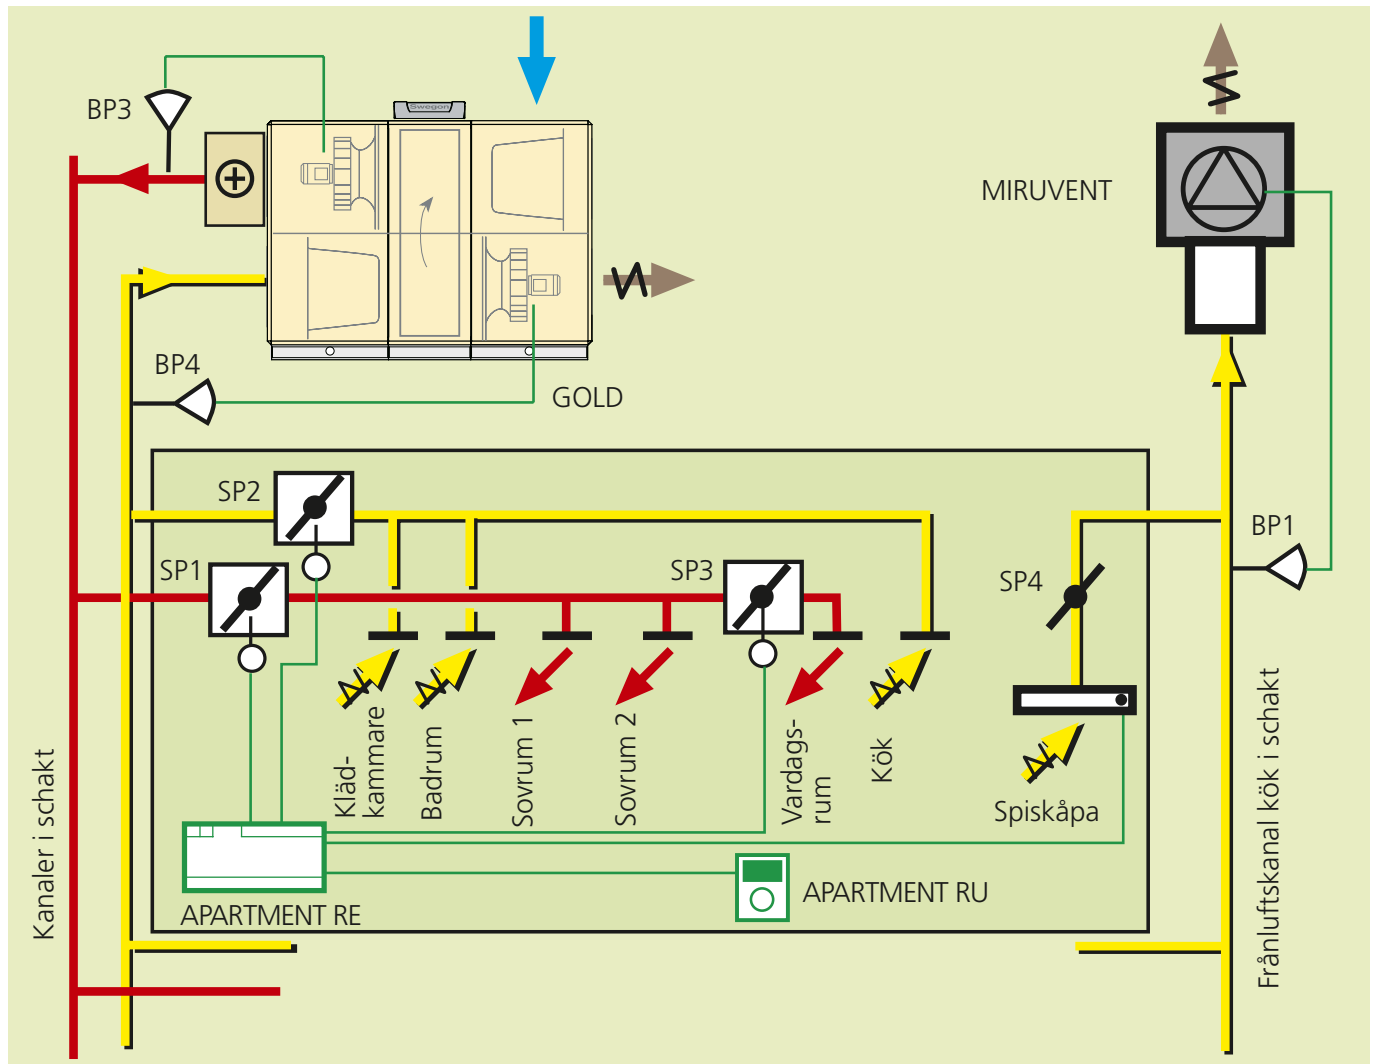 Swegon
BP3
MIRUVENT
BP4
GOLD
SP2
SP1
SP3
SP4
BP1
Kläd-
kammare
Badrum
Sovrum 1
Sovrum 2
Vardags-
rum
Kök
Spiskåpa
Kanaler i schakt
Frånluftskanal kök i schakt
APARTMENT RE
APARTMENT RU